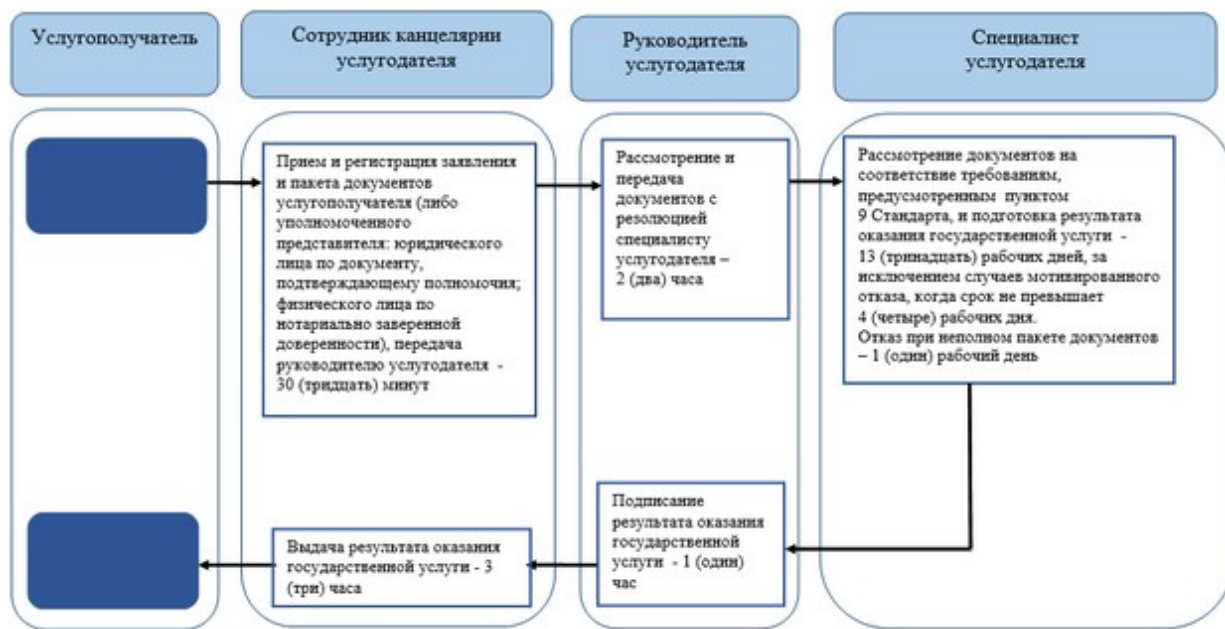 Услугополучатель
Сотрудник канцелярии
услугодателя
Руководитель
услугодателя
Специалист
услугодателя
Прием и регистрация заявления
и пакета документов
услугополучателя (либо
уполномоченного
представителя: юридического
лица по документу,
подтверждающему полномочия;
физического лица по
нотариально заверенной
доверенности), передача
руководителю услугодателя -
30 (тридцать) минут
Рассмотрение и
передача
документов с
резолюцией
специалисту
услугодателя –
2 (два) часа
Рассмотрение документов на
соответствие требованиям,
предусмотренным пунктом
9 Стандарта, и подготовка результата
оказания государственной услуги -
13 (тринадцать) рабочих дней, за
исключением случаев мотивированного
отказа, когда срок не превышает
4 (четыре) рабочих дня.
Отказ при неполном пакете документов
– 1 (один) рабочий день
Подписание
результата оказания
государственной
услуги - 1 (один)
час
Выдача результата оказания
государственной услуги - 3
(три) часа